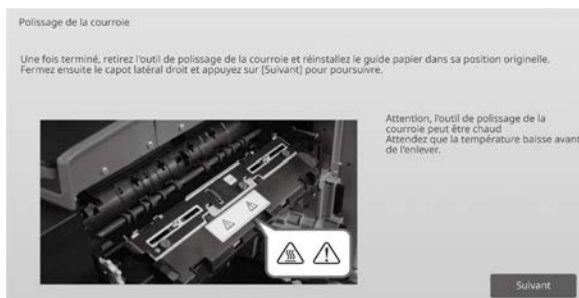 Polissage de la courroie
Une fois terminé, retirez l'outil de polissage de la courroie et réinstallez le guide papier dans sa position originelle.
Fermez ensuite le capot latéral droit et appuyez sur [Suivant] pour poursuivre.
Attention, l'outil de polissage de la
courroie peut être chaud
Attendez que la température baisse avant
de l'enlever.
Suivant